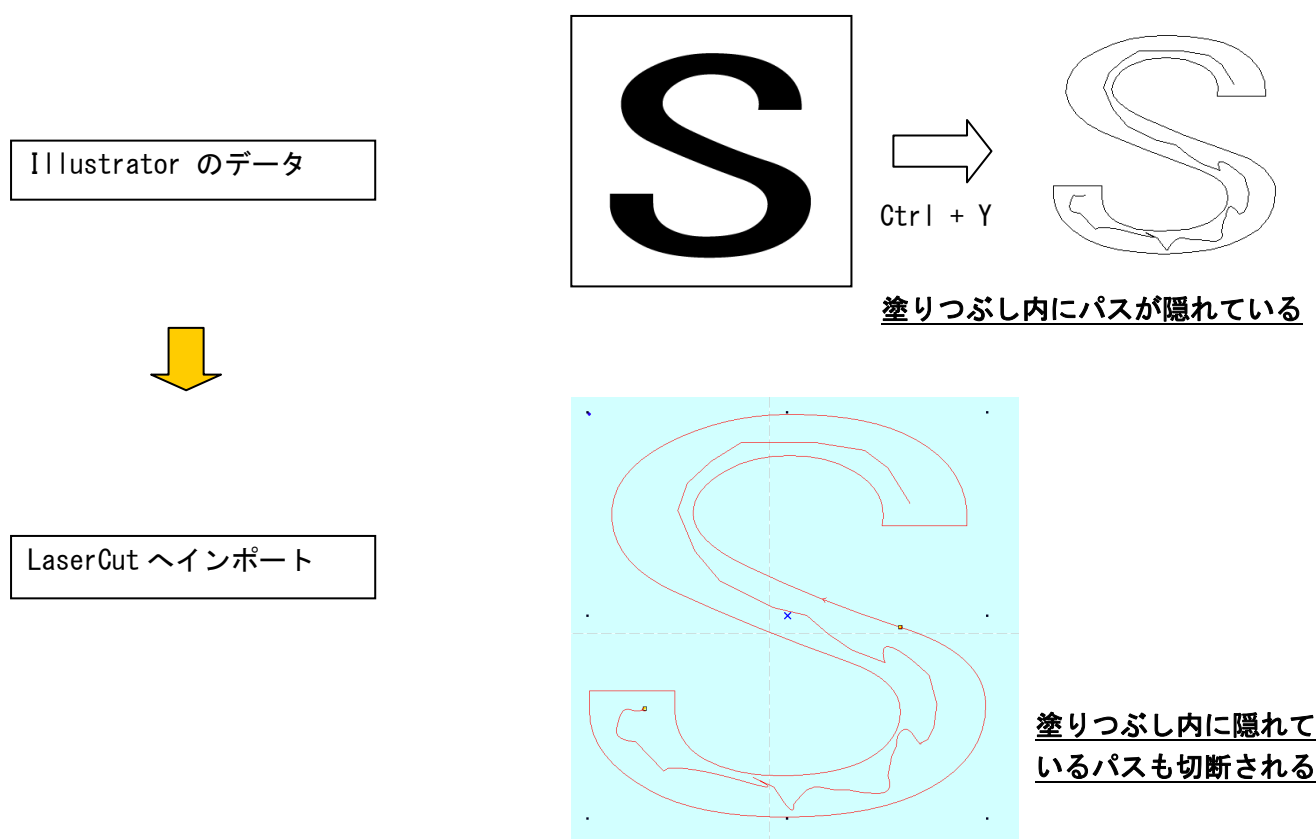 Illustrator のデータ
S
Ctrl + Y
塗りつぶし内にパスが隠れている
LaserCut へインポート
塗りつぶし内に隠れて
いるパスも切断される